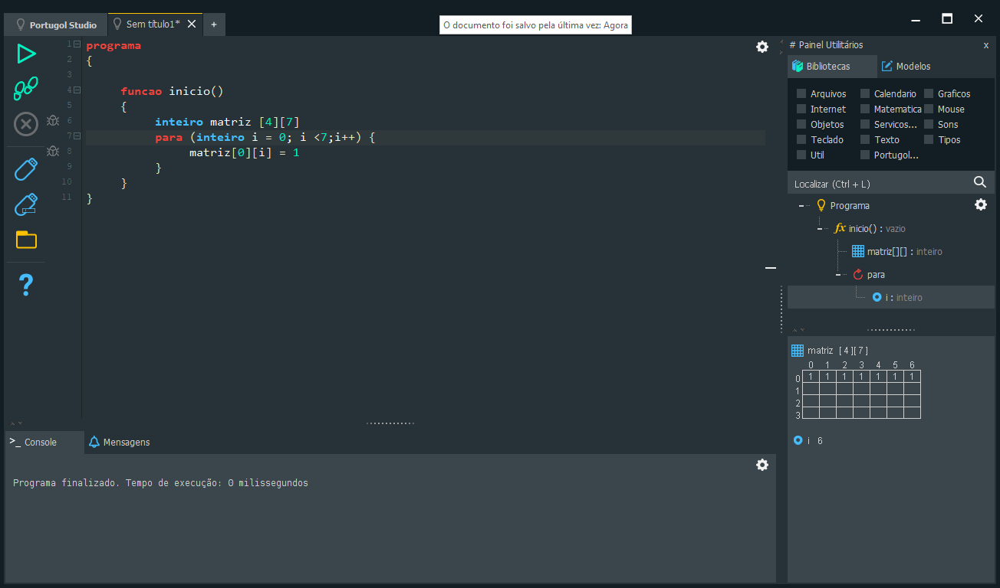 Portugol Studio
Sem título1*
+
O documento foi salvo pela última vez: Agora
1 programa
2 {
3
4 funcao inicio()
5 {
6 inteiro matriz [4][7]
7 para (inteiro i = 0; i <7;i++) {
8 matriz[0][i] = 1
9 }
10 }
11 }
?
>_ Console
Mensagens
Programa finalizado. Tempo de execução: 0 milissegundos
# Painel Utilitários x
Bibliotecas Modelos
Arquivos Calendario Graficos
Internet Matematica Mouse
Objetos Servicos... Sons
Teclado Texto Tipos
Util Portugol...
Localizar (Ctrl + L)
Programa
fx inicio() : vazio
matriz[][] : inteiro
para
i : inteiro
matriz [ 4 ][ 7 ]
0 1 2 3 4 5 6
0 1 1 1 1 1 1 1
1
2
3
i 6